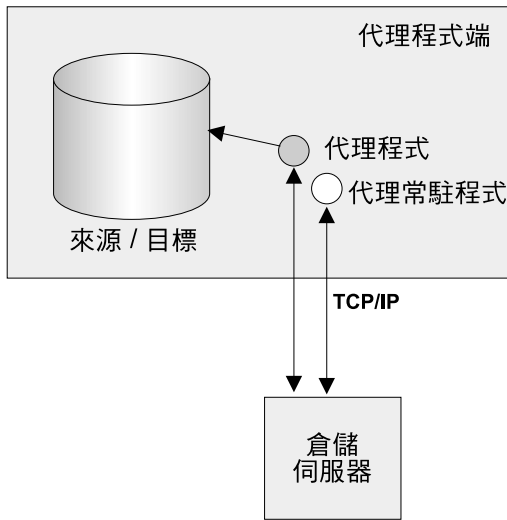 代理程式端
代理程式
代理常駐程式
來源 / 目標
TCP/IP
倉儲
伺服器